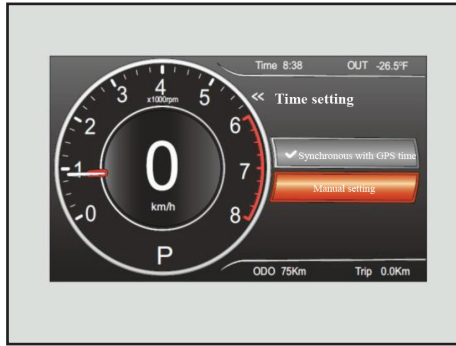 Time 8:38 OUT -26.5ºF
<< Time setting
Synchronous with GPS time
Manual setting
0
1
2
3
4
5
6
7
8
x1000rpm
0
km/h
P
ODO 75Km Trip 0.0Km